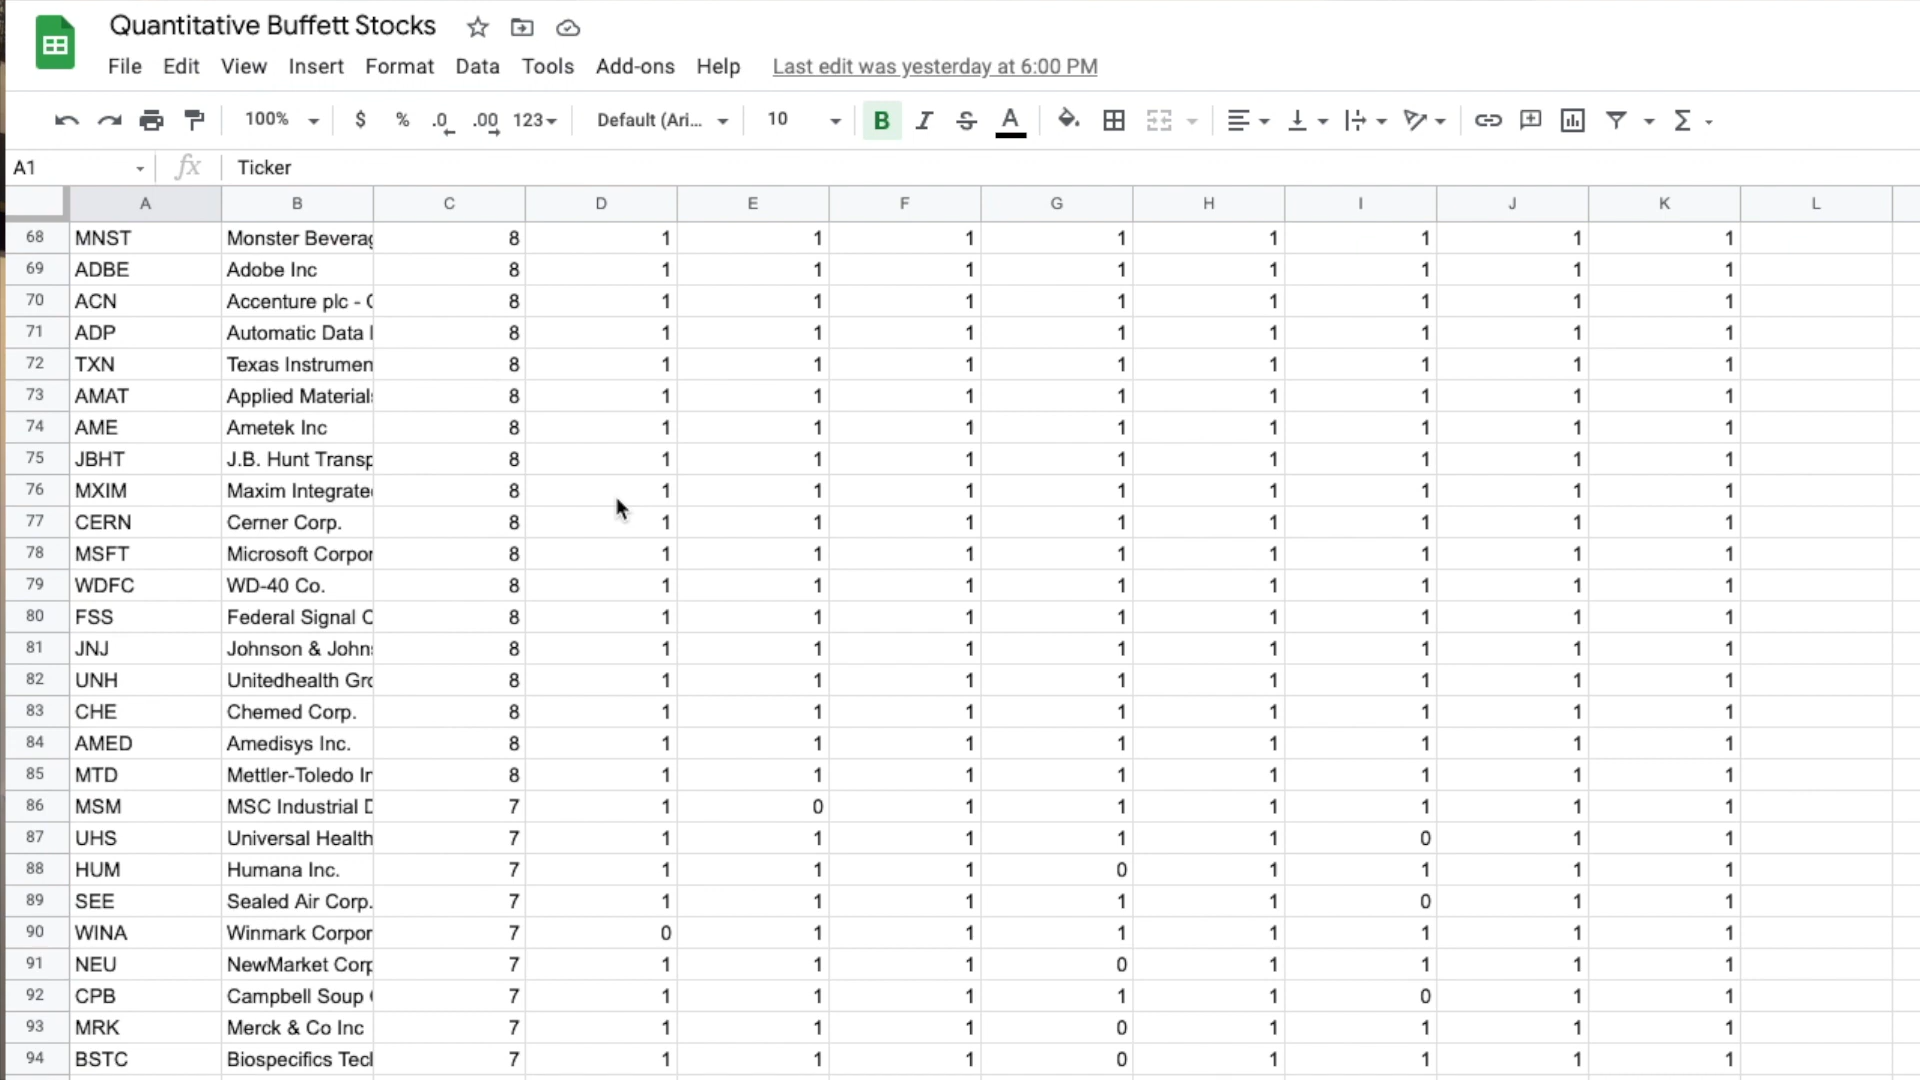 Quantitative Buffett Stocks
File Edit View Insert Format Data Tools Add-ons Help Last edit was yesterday at 6:00 PM
100% $ % .0 .00 123 Default (Ari... 10 B I S A Σ
A1 fx Ticker
A B C D E F G H I J K L
68 MNST Monster Beverag 8 1 1 1 1 1 1 1 1
69 ADBE Adobe Inc 8 1 1 1 1 1 1 1 1
70 ACN Accenture plc - C 8 1 1 1 1 1 1 1 1
71 ADP Automatic Data 8 1 1 1 1 1 1 1 1
72 TXN Texas Instrumen 8 1 1 1 1 1 1 1 1
73 AMAT Applied Materials 8 1 1 1 1 1 1 1 1
74 AME Ametek Inc 8 1 1 1 1 1 1 1 1
75 JBHT J.B. Hunt Transp 8 1 1 1 1 1 1 1 1
76 MXIM Maxim Integrated 8 1 1 1 1 1 1 1 1
77 CERN Cerner Corp. 8 1 1 1 1 1 1 1 1
78 MSFT Microsoft Corpor 8 1 1 1 1 1 1 1 1
79 WDFC WD-40 Co. 8 1 1 1 1 1 1 1 1
80 FSS Federal Signal C 8 1 1 1 1 1 1 1 1
81 JNJ Johnson & Johns 8 1 1 1 1 1 1 1 1
82 UNH Unitedhealth Gro 8 1 1 1 1 1 1 1 1
83 CHE Chemed Corp. 8 1 1 1 1 1 1 1 1
84 AMED Amedisys Inc. 8 1 1 1 1 1 1 1 1
85 MTD Mettler-Toledo In 8 1 1 1 1 1 1 1 1
86 MSM MSC Industrial D 7 1 0 1 1 1 1 1 1
87 UHS Universal Health 7 1 1 1 1 1 0 1 1
88 HUM Humana Inc. 7 1 1 1 0 1 1 1 1
89 SEE Sealed Air Corp. 7 1 1 1 1 1 0 1 1
90 WINA Winmark Corpor 7 0 1 1 1 1 1 1 1
91 NEU NewMarket Corp 7 1 1 1 0 1 1 1 1
92 CPB Campbell Soup 7 1 1 1 1 1 0 1 1
93 MRK Merck & Co Inc 7 1 1 1 0 1 1 1 1
94 BSTC Biospecifics Tecl 7 1 1 1 0 1 1 1 1